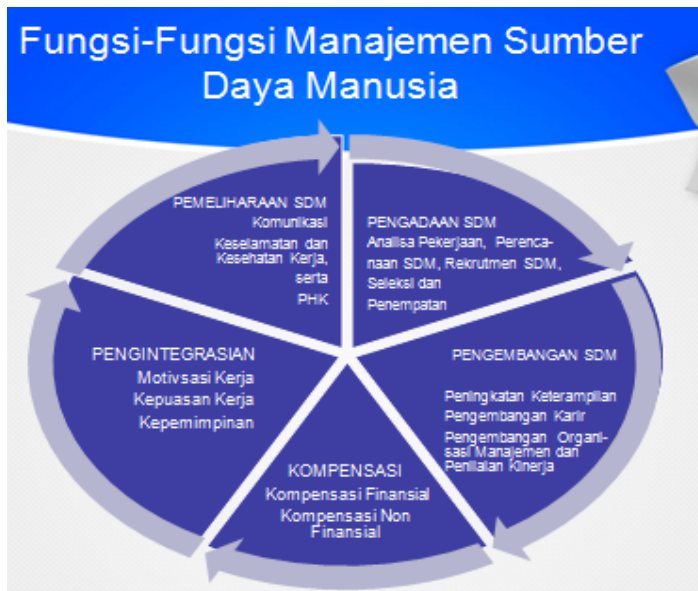 Fungsi-Fungsi Manajemen Sumber
Daya Manusia
PEMELIHARAAN SDM
Komunikasi
Keselamatan dan
Kesehatan Kerja,
serta
PHK
PENGADAAN SDM
Analisa Pekerjaan, Perenca-
naan SDM, Rekrutmen SDM,
Seleksi dan
Penempatan
PENGINTEGRASIAN
Motivsasi Kerja
Kepuasan Kerja
Kepemimpinan
PENGEMBANGAN SDM
Peningkatan Keterampilan
Pengembangan Karir
Pengembangan Organi-
sasi Manajemen dan
Penilaian Kinerja
KOMPENSASI
Kompensasi Finansial
Kompensasi Non
Finansial